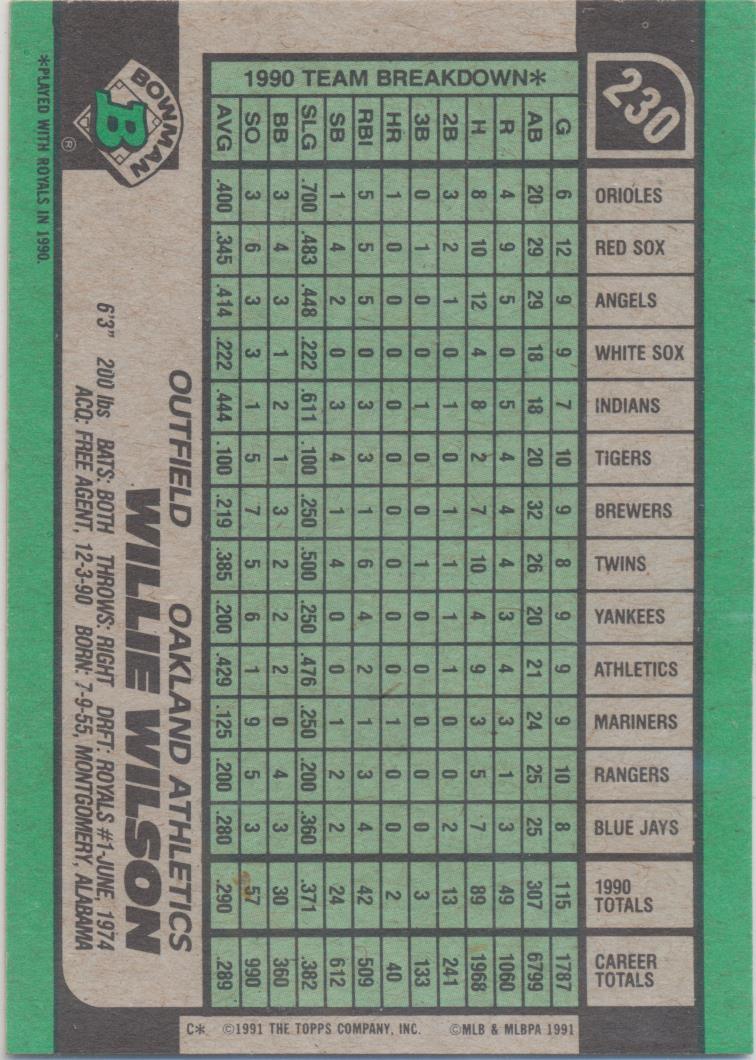 230
1990 TEAM BREAKDOWN*
G AB R H 2B 3B HR RBI SB SLG BB SO AVG
ORIOLES 6 20 4 8 3 0 1 5 1 .700 3 3 .400
RED SOX 12 29 9 10 2 1 0 5 4 .483 4 6 .345
ANGELS 9 29 5 12 1 0 0 5 2 .448 3 3 .414
WHITE SOX 9 18 0 4 0 0 0 0 0 .222 1 3 .222
INDIANS 7 18 5 8 1 1 0 3 3 .611 2 1 .444
TIGERS 10 20 4 2 0 0 0 3 4 .100 1 5 .100
BREWERS 9 32 4 7 1 0 0 1 1 .250 3 7 .219
TWINS 8 26 4 10 1 1 0 6 4 .500 2 5 .385
YANKEES 9 20 3 4 1 0 0 4 0 .250 2 6 .200
ATHLETICS 9 21 4 9 1 0 0 2 0 .476 2 1 .429
MARINERS 9 24 3 3 0 0 1 1 1 .250 0 9 .125
RANGERS 10 25 1 5 0 0 0 3 2 .200 4 5 .200
BLUE JAYS 8 25 3 7 2 0 0 4 2 .360 3 3 .280
1990 TOTALS 115 307 49 89 13 3 2 42 24 .371 30 57 .290
CAREER TOTALS 1787 6799 1060 1968 241 133 40 509 612 .382 360 990 .289
BOWMAN
B
®
OUTFIELD OAKLAND ATHLETICS
WILLIE WILSON
6'3" 200 lbs BATS: BOTH THROWS: RIGHT DRFT: ROYALS #1-JUNE, 1974
ACQ: FREE AGENT, 12-3-90 BORN: 7-9-55, MONTGOMERY, ALABAMA
*PLAYED WITH ROYALS IN 1990.
C* ©1991 THE TOPPS COMPANY, INC. ©MLB & MLBPA 1991